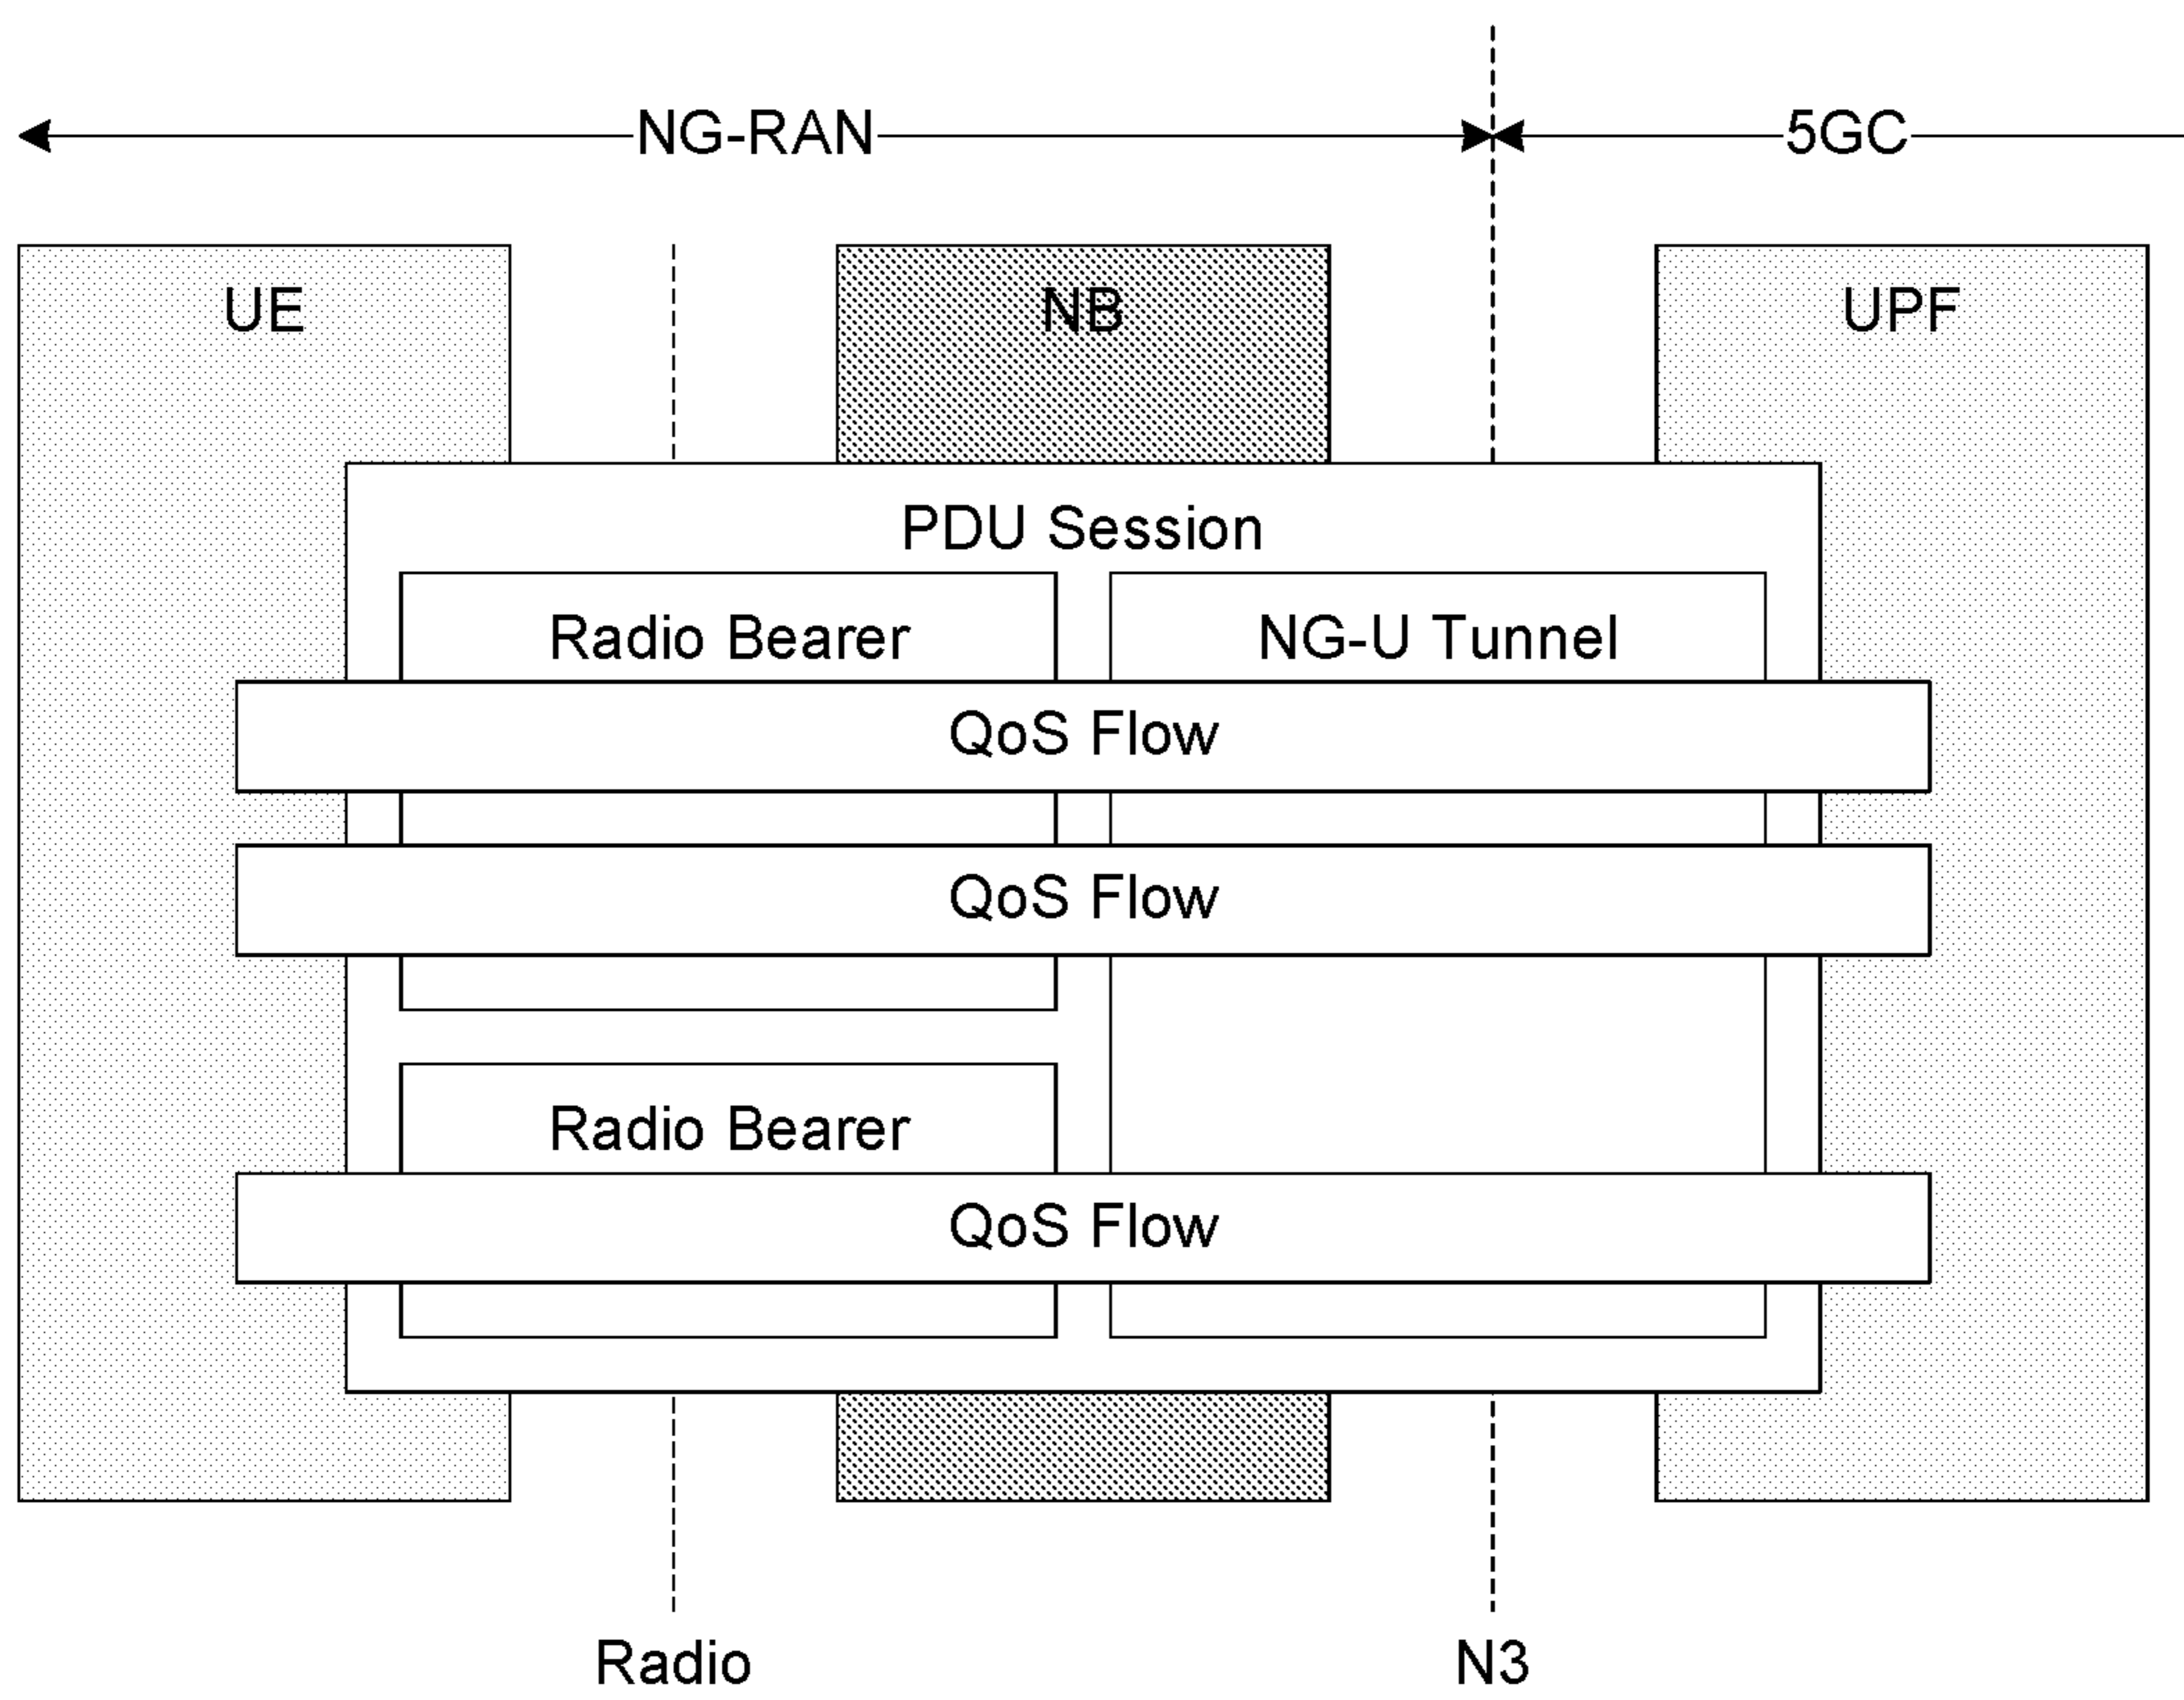 NG-RAN
5GC
UE
NB
UPF
PDU Session
Radio Bearer
NG-U Tunnel
QoS Flow
QoS Flow
Radio Bearer
QoS Flow
Radio
N3